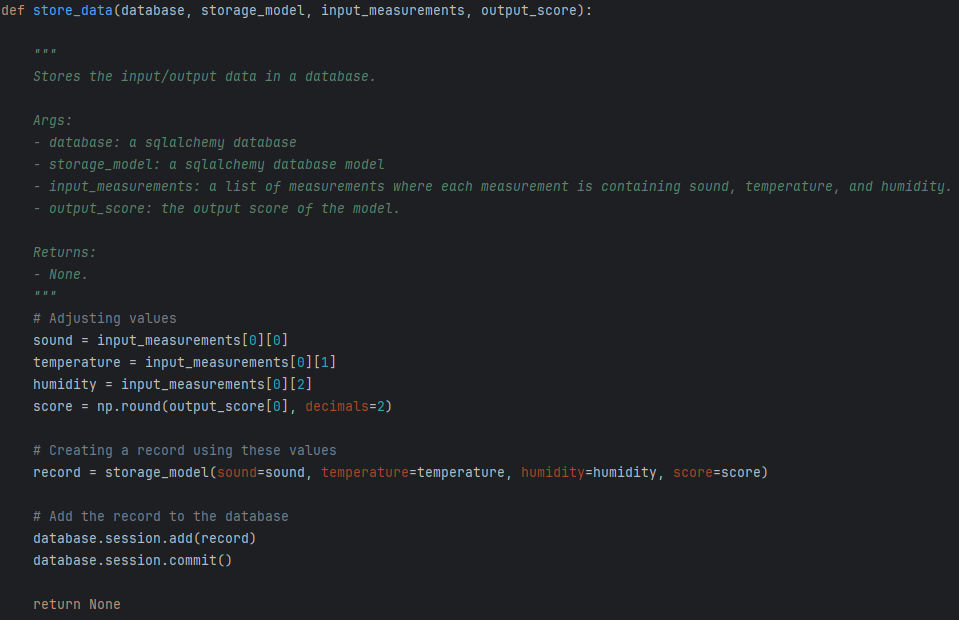 def store_data(database, storage_model, input_measurements, output_score):
"""
Stores the input/output data in a database.
Args:
- database: a sqlalchemy database
- storage_model: a sqlalchemy database model
- input_measurements: a list of measurements where each measurement is containing sound, temperature, and humidity.
- output_score: the output score of the model.
Returns:
- None.
"""
# Adjusting values
sound = input_measurements[0][0]
temperature = input_measurements[0][1]
humidity = input_measurements[0][2]
score = np.round(output_score[0], decimals=2)
# Creating a record using these values
record = storage_model(sound=sound, temperature=temperature, humidity=humidity, score=score)
# Add the record to the database
database.session.add(record)
database.session.commit()
return None